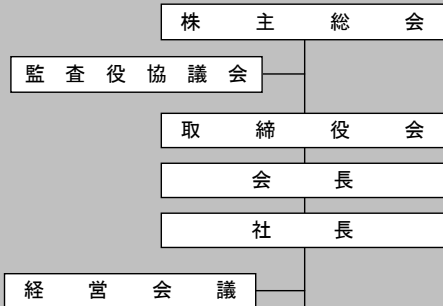 株主総会
監査役協議会
取締役会
会長
社長
経営会議